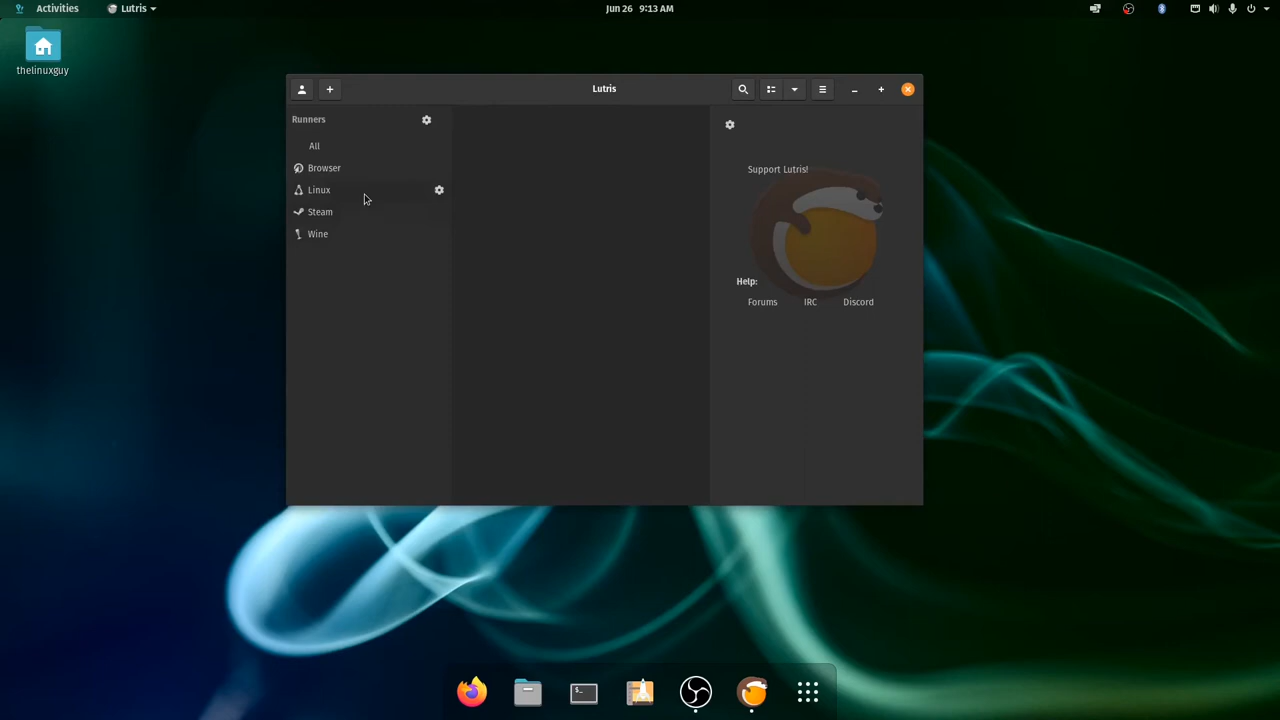 Activities
Lutris
Jun 26 9:13 AM
thelinuxguy
Lutris
Runners
All
Browser
Linux
Steam
Wine
Support Lutris!
Help:
Forums IRC Discord